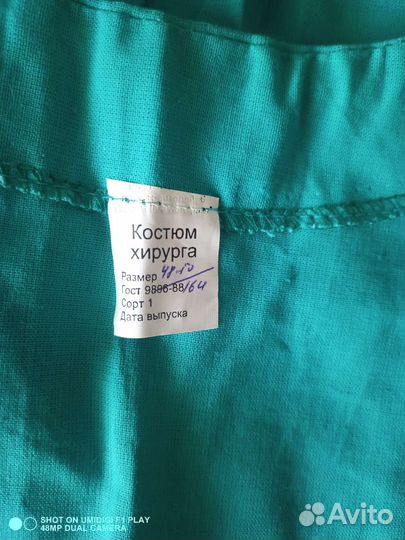 Костюм
хирурга
Размер 48-50
Гост 9896-88/164
Сорт 1
Дата выпуска
SHOT ON UMIDIGI F1 PLAY
48MP DUAL CAMERA
Avito